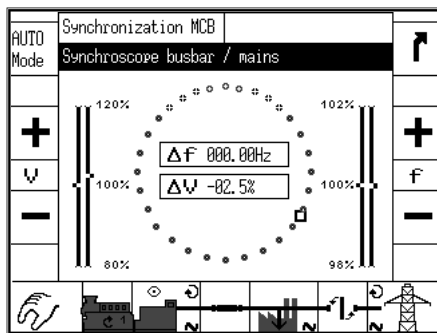 AUTO
Mode
Synchronization MCB
Synchroscope busbar / mains
120%
102%
Δf 000.00Hz
ΔV -02.5%
V
100%
100%
f
80%
98%
1